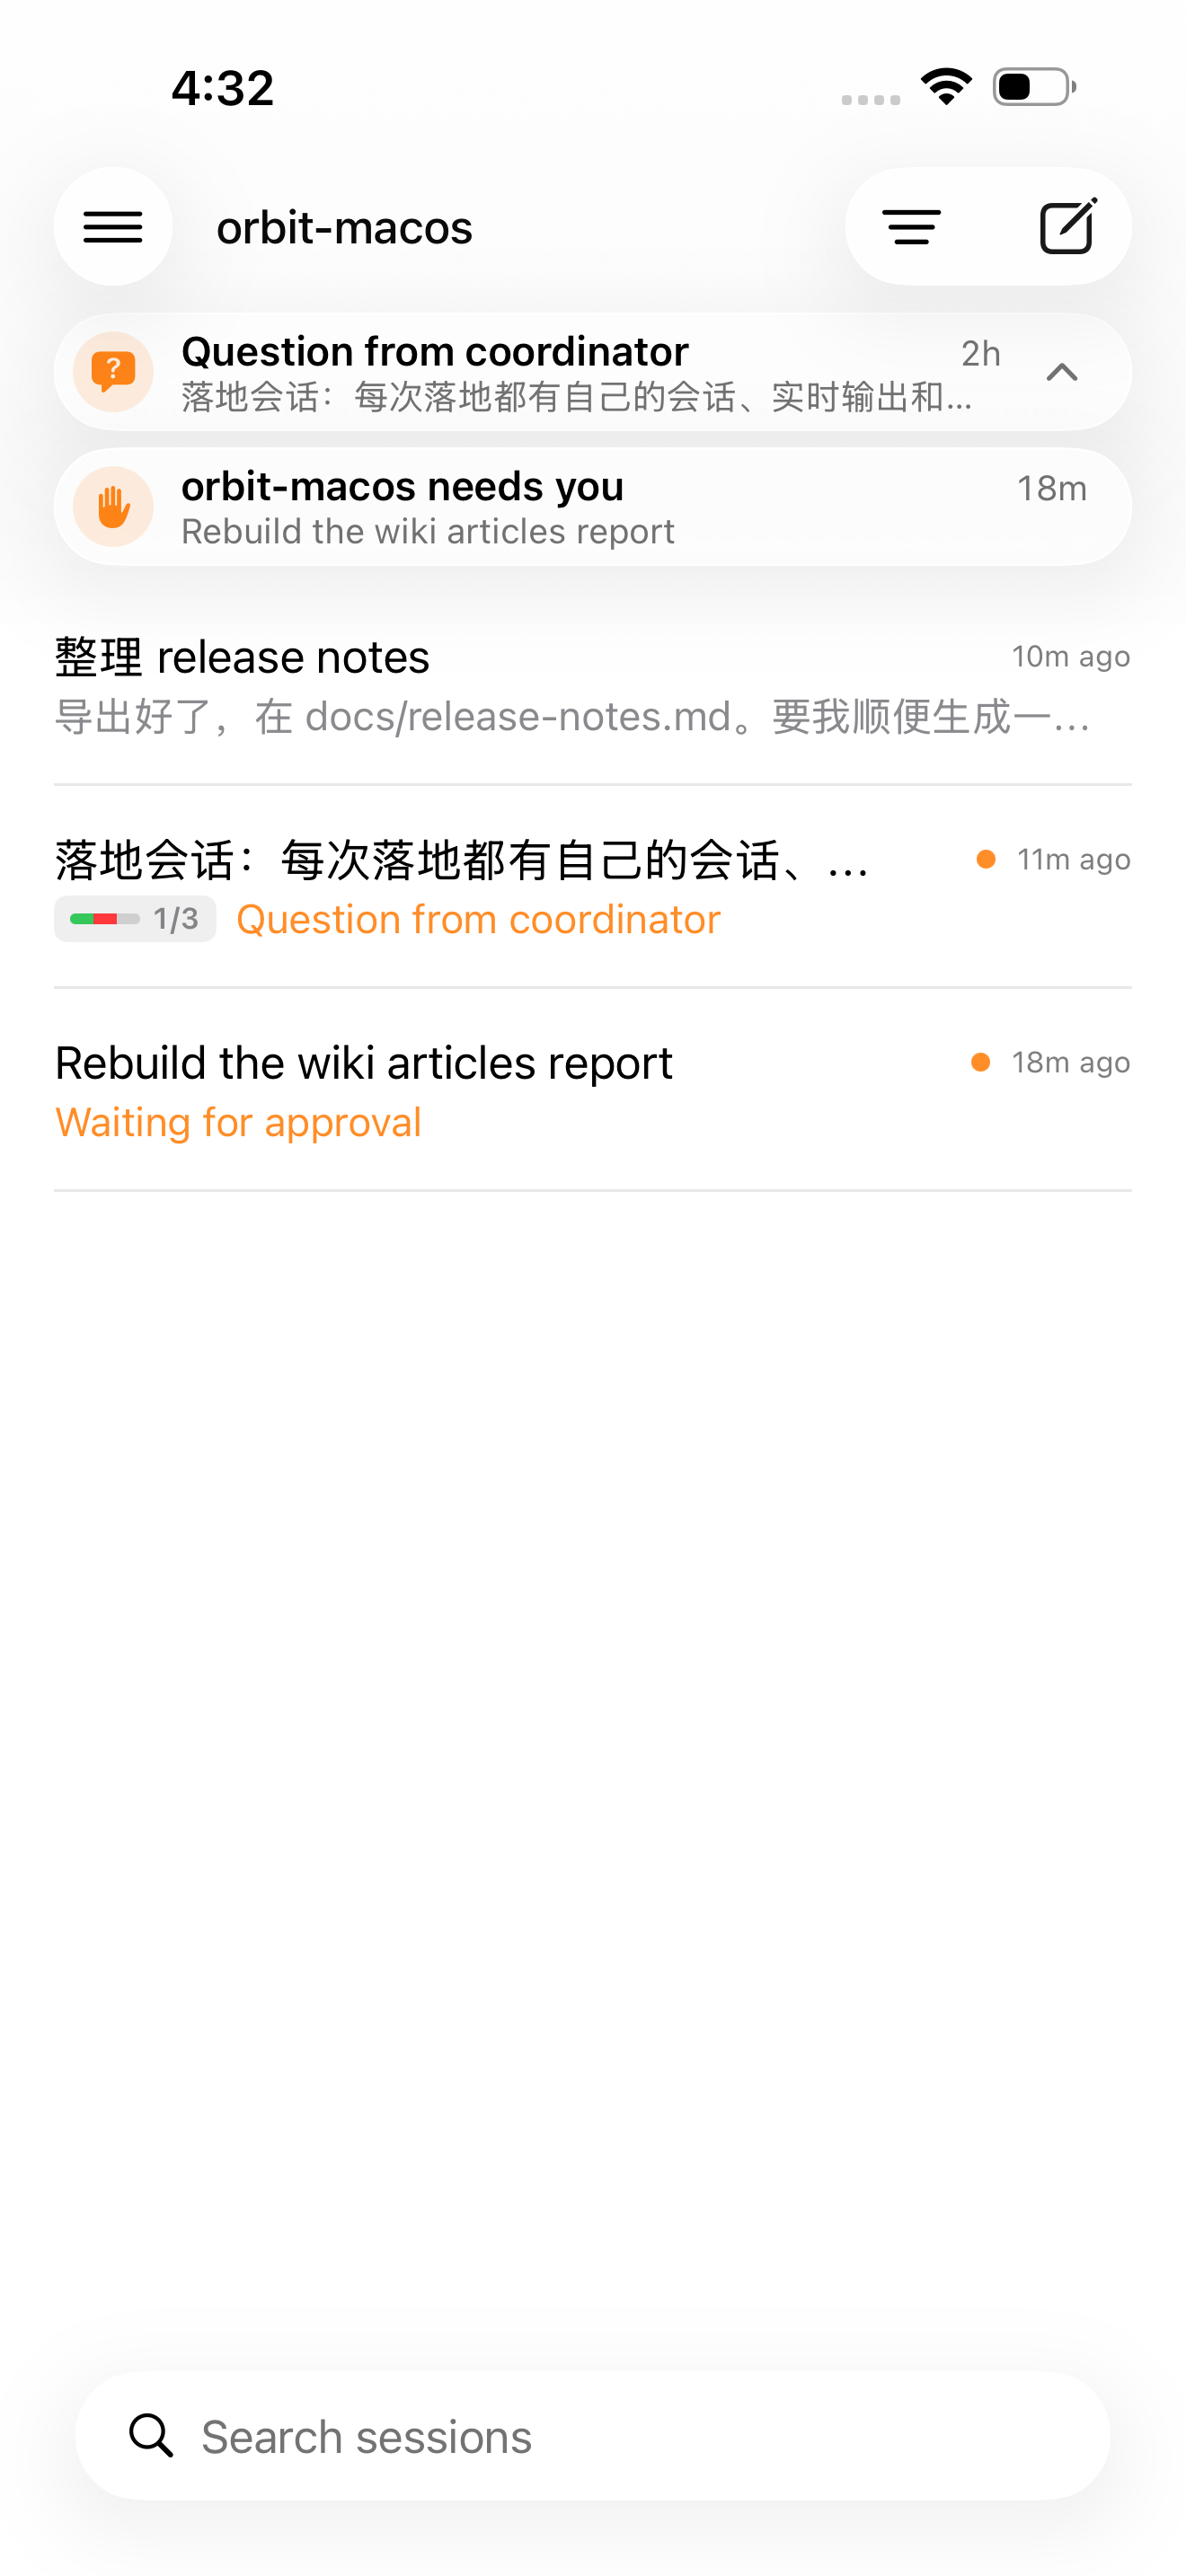 4:32
orbit-macos
Question from coordinator
2h
落地会话：每次落地都有自己的会话、实时输出和...
orbit-macos needs you
18m
Rebuild the wiki articles report
整理 release notes
10m ago
导出好了，在 docs/release-notes.md。要我顺便生成一...
落地会话：每次落地都有自己的会话、...
11m ago
1/3 Question from coordinator
Rebuild the wiki articles report
18m ago
Waiting for approval
Search sessions